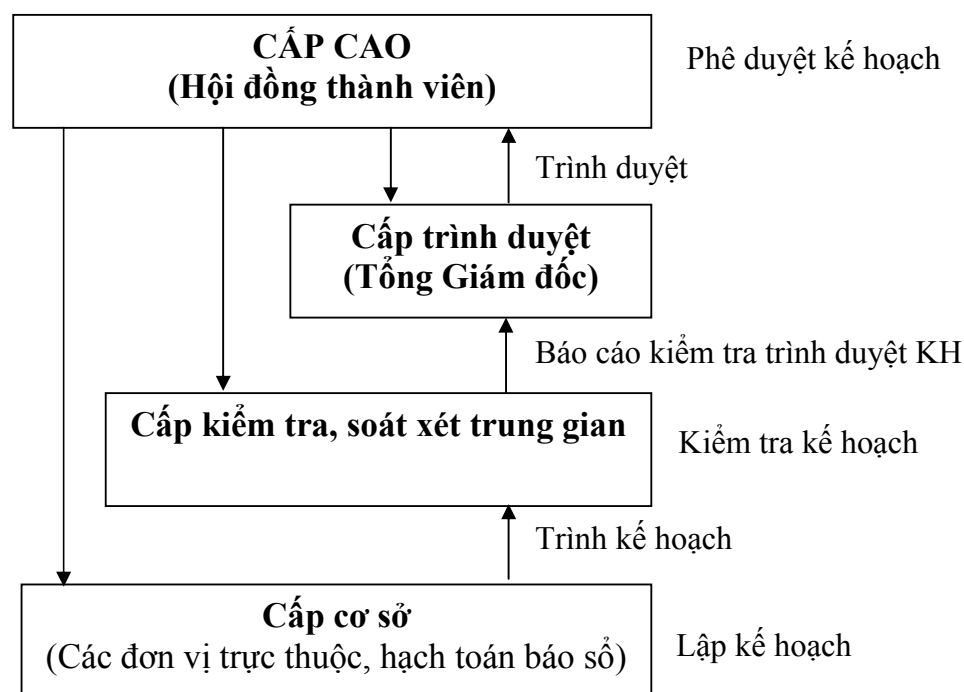 CẤP CAO
(Hội đồng thành viên)
Phê duyệt kế hoạch
Trình duyệt
Cấp trình duyệt
(Tổng Giám đốc)
Báo cáo kiểm tra trình duyệt KH
Cấp kiểm tra, soát xét trung gian
Kiểm tra kế hoạch
Trình kế hoạch
Cấp cơ sở
(Các đơn vị trực thuộc, hạch toán báo sổ)
Lập kế hoạch